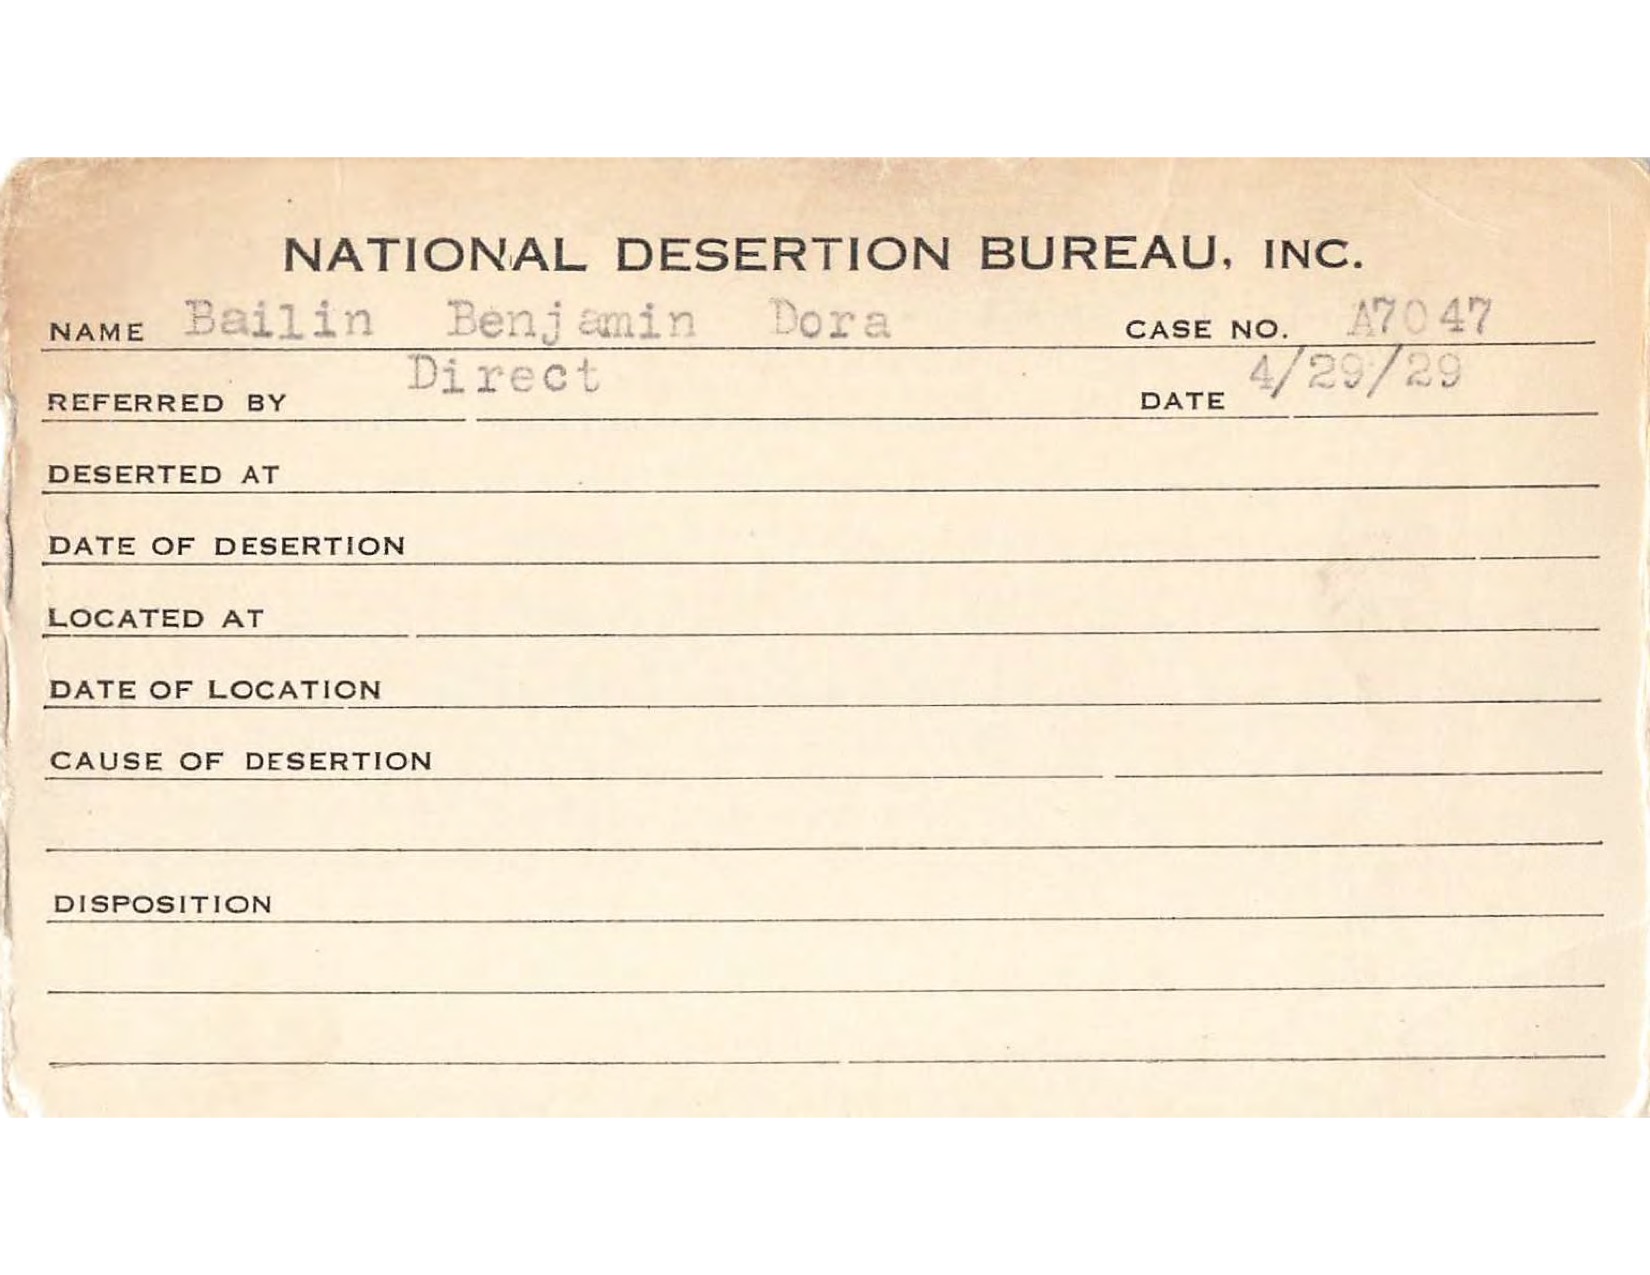 NATIONAL DESERTION BUREAU, INC.
NAME Bailin Benjamin Dora CASE NO. A7047
REFERRED BY Direct DATE 4/29/29
DESERTED AT
DATE OF DESERTION
LOCATED AT
DATE OF LOCATION
CAUSE OF DESERTION
DISPOSITION